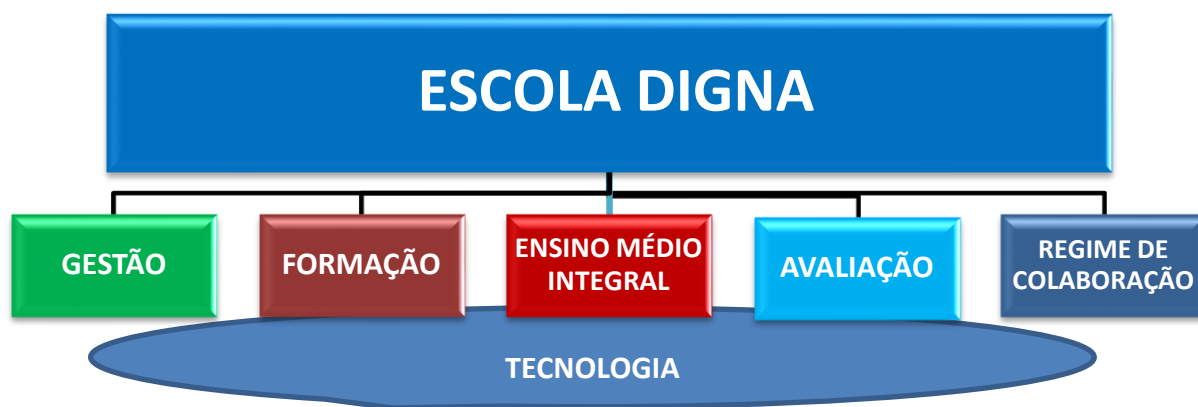 ESCOLA DIGNA
GESTÃO
FORMAÇÃO
ENSINO MÉDIO
INTEGRAL
AVALIAÇÃO
REGIME DE
COLABORAÇÃO
TECNOLOGIA